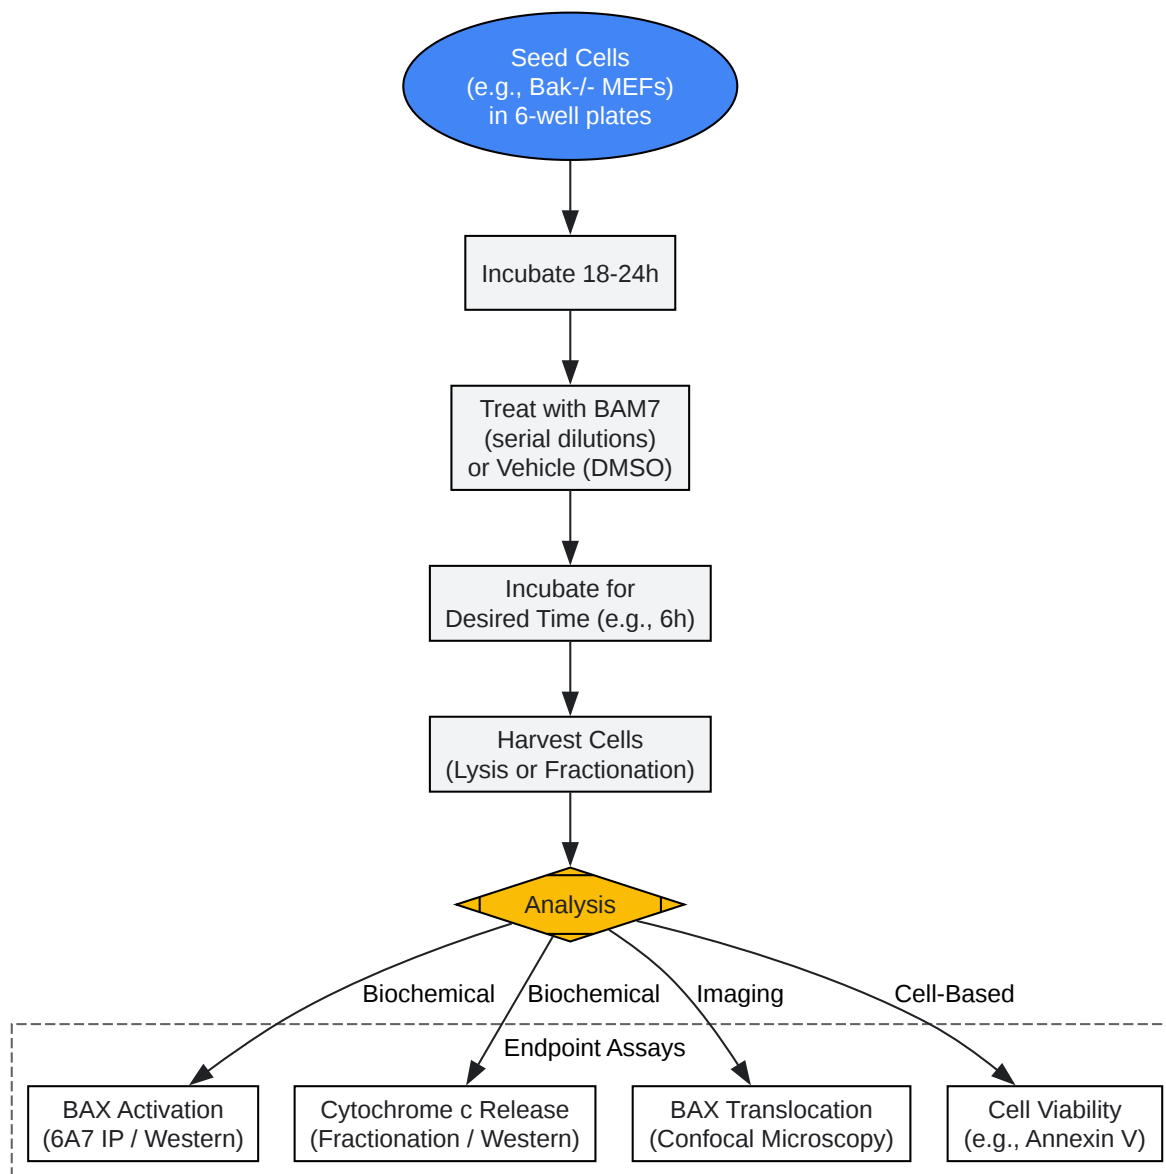 Seed Cells
(e.g., Bak-/- MEFs)
in 6-well plates
Incubate 18-24h
Treat with BAM7
(serial dilutions)
or Vehicle (DMSO)
Incubate for
Desired Time (e.g., 6h)
Harvest Cells
(Lysis or Fractionation)
Analysis
Biochemical
Biochemical
Imaging
Cell-Based
Endpoint Assays
BAX Activation
(6A7 IP / Western)
Cytochrome c Release
(Fractionation / Western)
BAX Translocation
(Confocal Microscopy)
Cell Viability
(e.g., Annexin V)